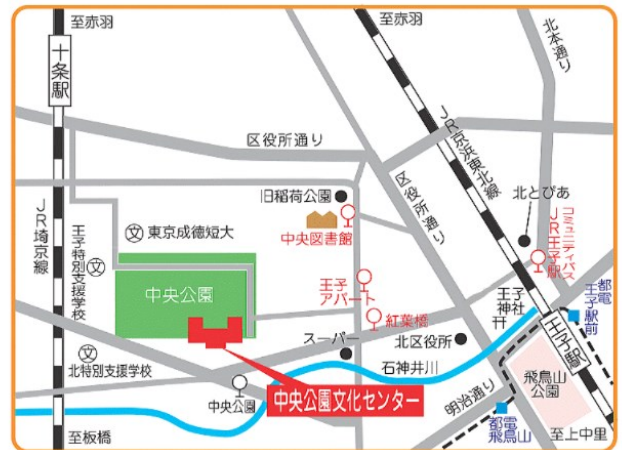 至赤羽
至赤羽
十条駅
北本通り
区役所通り
JR京浜東北線
区役所通り
旧稲荷公園
北とぴあ
中央図書館
コミュニティバス
JR王子駅
東京成徳短大
文
文
JR埼京線
王子特別支援学校
中央公園
王子
アパート
王子
神社
都電
王子駅前
紅葉橋
スーパー
北区役所
王子駅
石神井川
文
北特別支援学校
中央公園
飛鳥山
公園
明治通り
中央公園文化センター
都電
飛鳥山
至板橋
至上中里